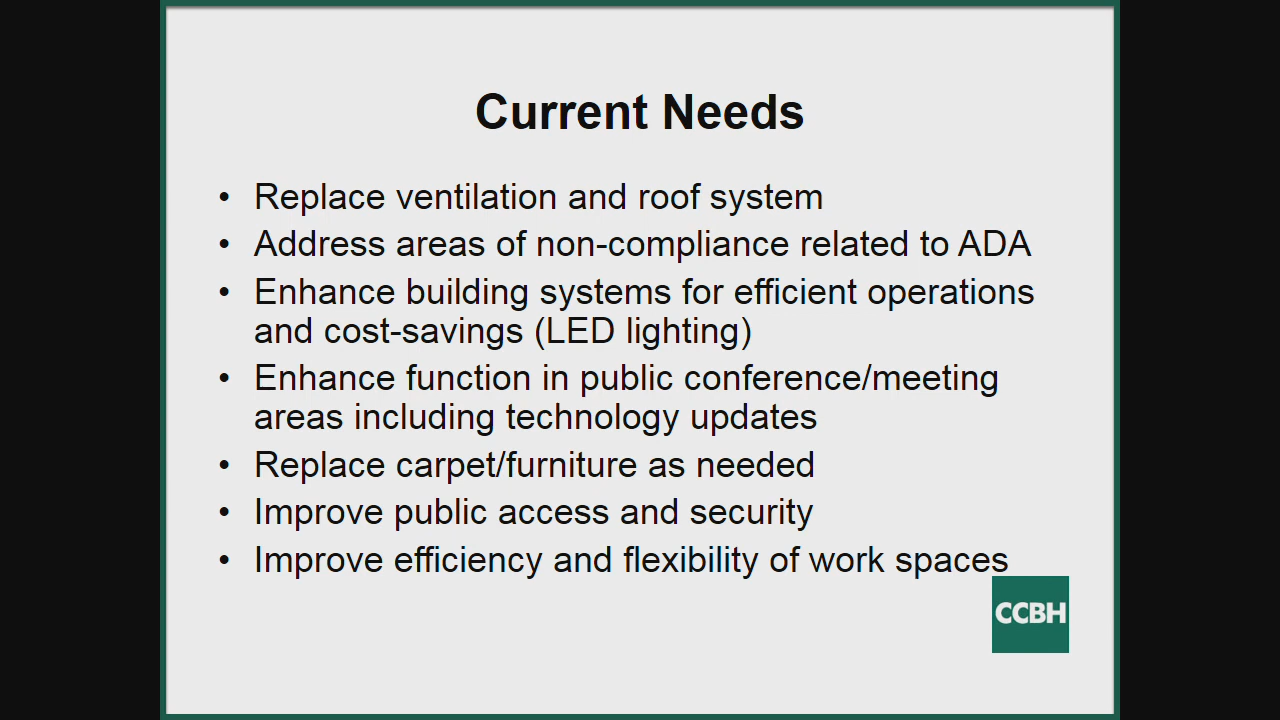 Current Needs
• Replace ventilation and roof system
• Address areas of non-compliance related to ADA
• Enhance building systems for efficient operations
and cost-savings (LED lighting)
• Enhance function in public conference/meeting
areas including technology updates
• Replace carpet/furniture as needed
• Improve public access and security
• Improve efficiency and flexibility of work spaces
CCBH